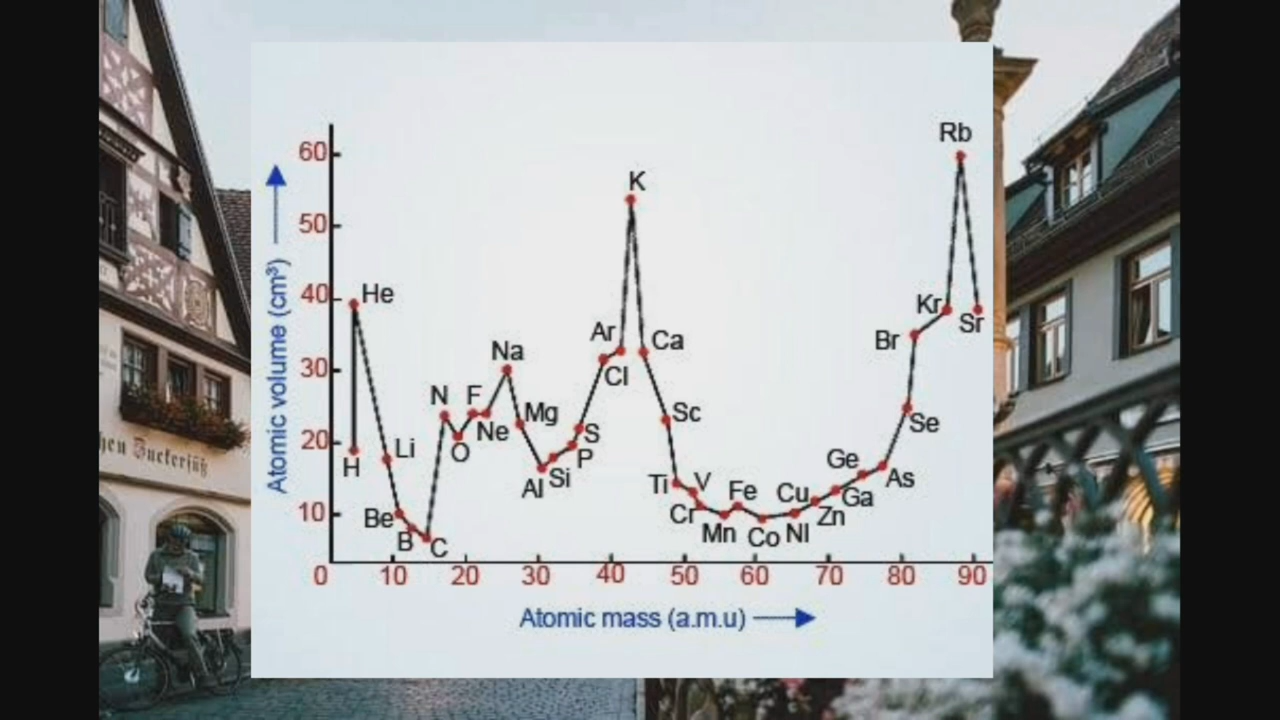 Rb
60
K
50
40
He
Kr
Sr
Ar
Ca
Br
Cl
Na
30
N
F
Mg
Sc
Ne
Se
Li
20
O
S
P
H
Ge
Al
Si
Ti
V
As
Fe
Cu
Ga
Be
10
Cr
Zn
B
C
Mn
Co
NI
0 10 20 30 40 50 60 70 80 90
Atomic volume (cm³)
Atomic mass (a.m.u)
hen Zuckersüß